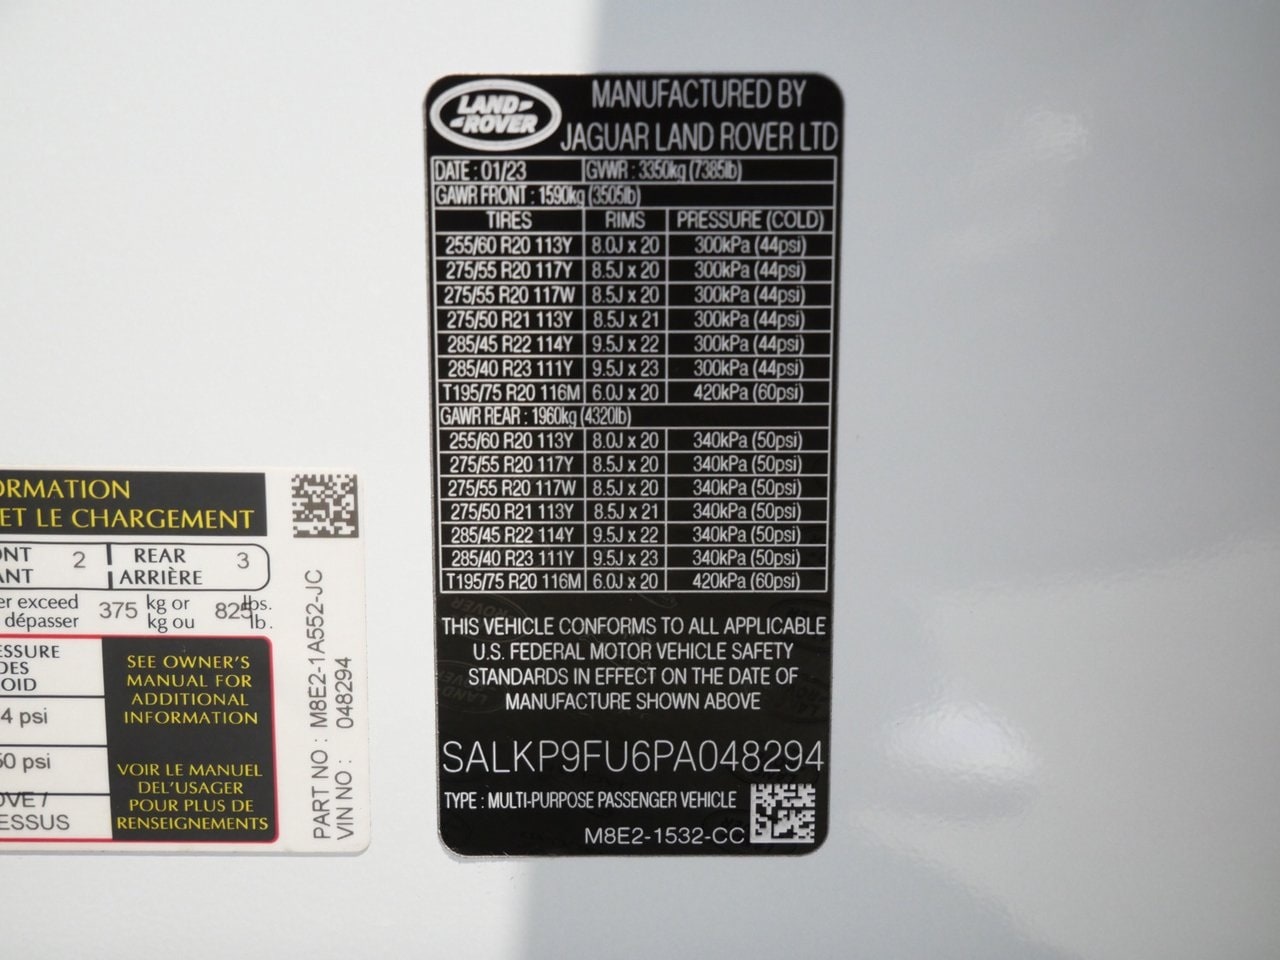 LAND-
-ROVER
MANUFACTURED BY
JAGUAR LAND ROVER LTD
DATE : 01/23 GVWR : 3350kg (7385lb)
GAWR FRONT : 1590kg (3505lb)
TIRES RIMS PRESSURE (COLD)
255/60 R20 113Y 8.0J x 20 300kPa (44psi)
275/55 R20 117Y 8.5J x 20 300kPa (44psi)
275/55 R20 117W 8.5J x 20 300kPa (44psi)
275/50 R21 113Y 8.5J x 21 300kPa (44psi)
285/45 R22 114Y 9.5J x 22 300kPa (44psi)
285/40 R23 111Y 9.5J x 23 300kPa (44psi)
T195/75 R20 116M 6.0J x 20 420kPa (60psi)
GAWR REAR : 1960kg (4320lb)
255/60 R20 113Y 8.0J x 20 340kPa (50psi)
275/55 R20 117Y 8.5J x 20 340kPa (50psi)
275/55 R20 117W 8.5J x 20 340kPa (50psi)
275/50 R21 113Y 8.5J x 21 340kPa (50psi)
285/45 R22 114Y 9.5J x 22 340kPa (50psi)
285/40 R23 111Y 9.5J x 23 340kPa (50psi)
T195/75 R20 116M 6.0J x 20 420kPa (60psi)
THIS VEHICLE CONFORMS TO ALL APPLICABLE
U.S. FEDERAL MOTOR VEHICLE SAFETY
STANDARDS IN EFFECT ON THE DATE OF
MANUFACTURE SHOWN ABOVE
SALKP9FU6PA048294
TYPE : MULTI-PURPOSE PASSENGER VEHICLE
M8E2-1532-CC
ORMATION
ET LE CHARGEMENT
ONT 2 REAR 3
ANT ARRIÈRE
er exceed 375 kg or 825 lbs.
dépasser kg ou lb.
ESSURE
DES
OID
4 psi
50 psi
OVE /
ESSUS
SEE OWNER'S
MANUAL FOR
ADDITIONAL
INFORMATION
VOIR LE MANUEL
DEL'USAGER
POUR PLUS DE
RENSEIGNEMENTS
PART NO : M8E2-1A552-JC
VIN NO : 048294